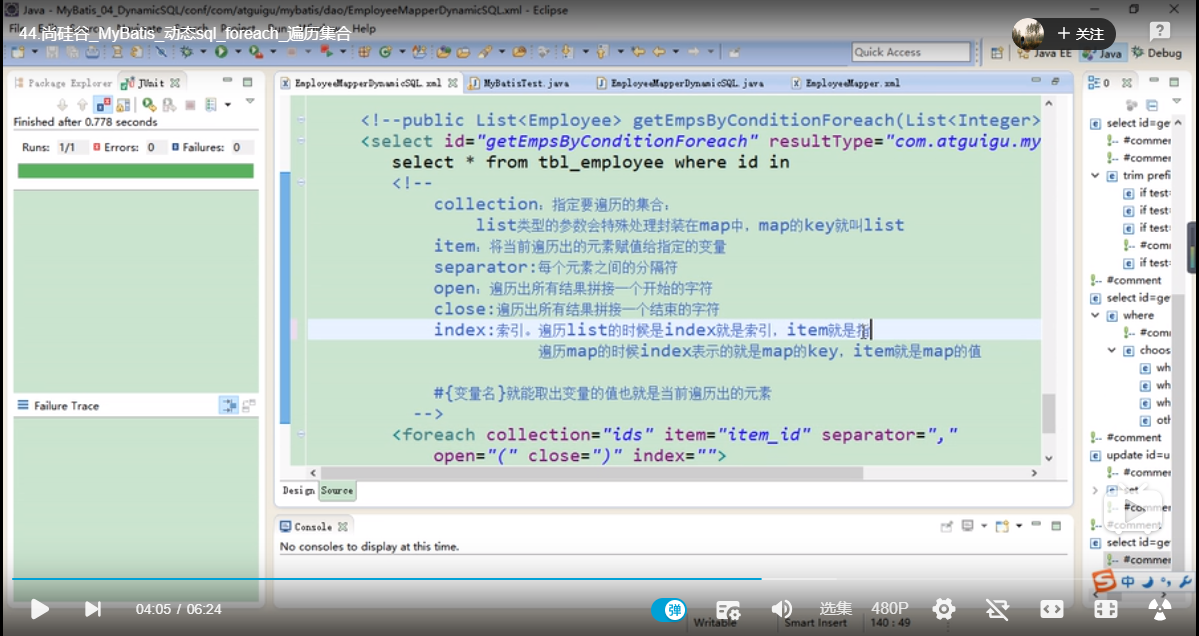 Java - MyBatis_04_DynamicSQL/conf/com/atguigu/mybatis/dao/EmployeeMapperDynamicSQL.xml - Eclipse
44.尚硅谷_MyBatis_动态sql_foreach_遍历集合
Help
关注
Quick Access
Java EE
Java
Debug
Package Explorer
JUnit
Finished after 0.778 seconds
Runs: 1/1 Errors: 0 Failures: 0
Failure Trace
EmployeeMapperDynamicSQL.xml
MyBatisTest.java
EmployeeMapperDynamicSQL.java
EmployeeMapper.xml
<!--public List<Employee> getEmpsByConditionForeach(List<Integer>
<select id="getEmpsByConditionForeach" resultType="com.atguigu.my
select * from tbl_employee where id in
<!--
collection：指定要遍历的集合：
list类型的参数会特殊处理封装在map中，map的key就叫list
item：将当前遍历出的元素赋值给指定的变量
separator:每个元素之间的分隔符
open：遍历出所有结果拼接一个开始的字符
close:遍历出所有结果拼接一个结束的字符
index:索引。遍历list的时候是index就是索引，item就是指
遍历map的时候index表示的就是map的key，item就是map的值
#{变量名}就能取出变量的值也就是当前遍历出的元素
-->
<foreach collection="ids" item="item_id" separator=","
open="(" close=")" index="">
Design
Source
Console
No consoles to display at this time.
select id=ge
#comme
#comme
trim prefi
if test=
if test=
if test=
#com
if test=
#comment
select id=ge
where
#com
choos
wh
wh
wh
oth
#comment
update id=u
#comme
set
#comme
#comment
select id=ge
#commer
中
04:05 / 06:24
弹
选集
480P
Writable
Smart Insert
140 : 49